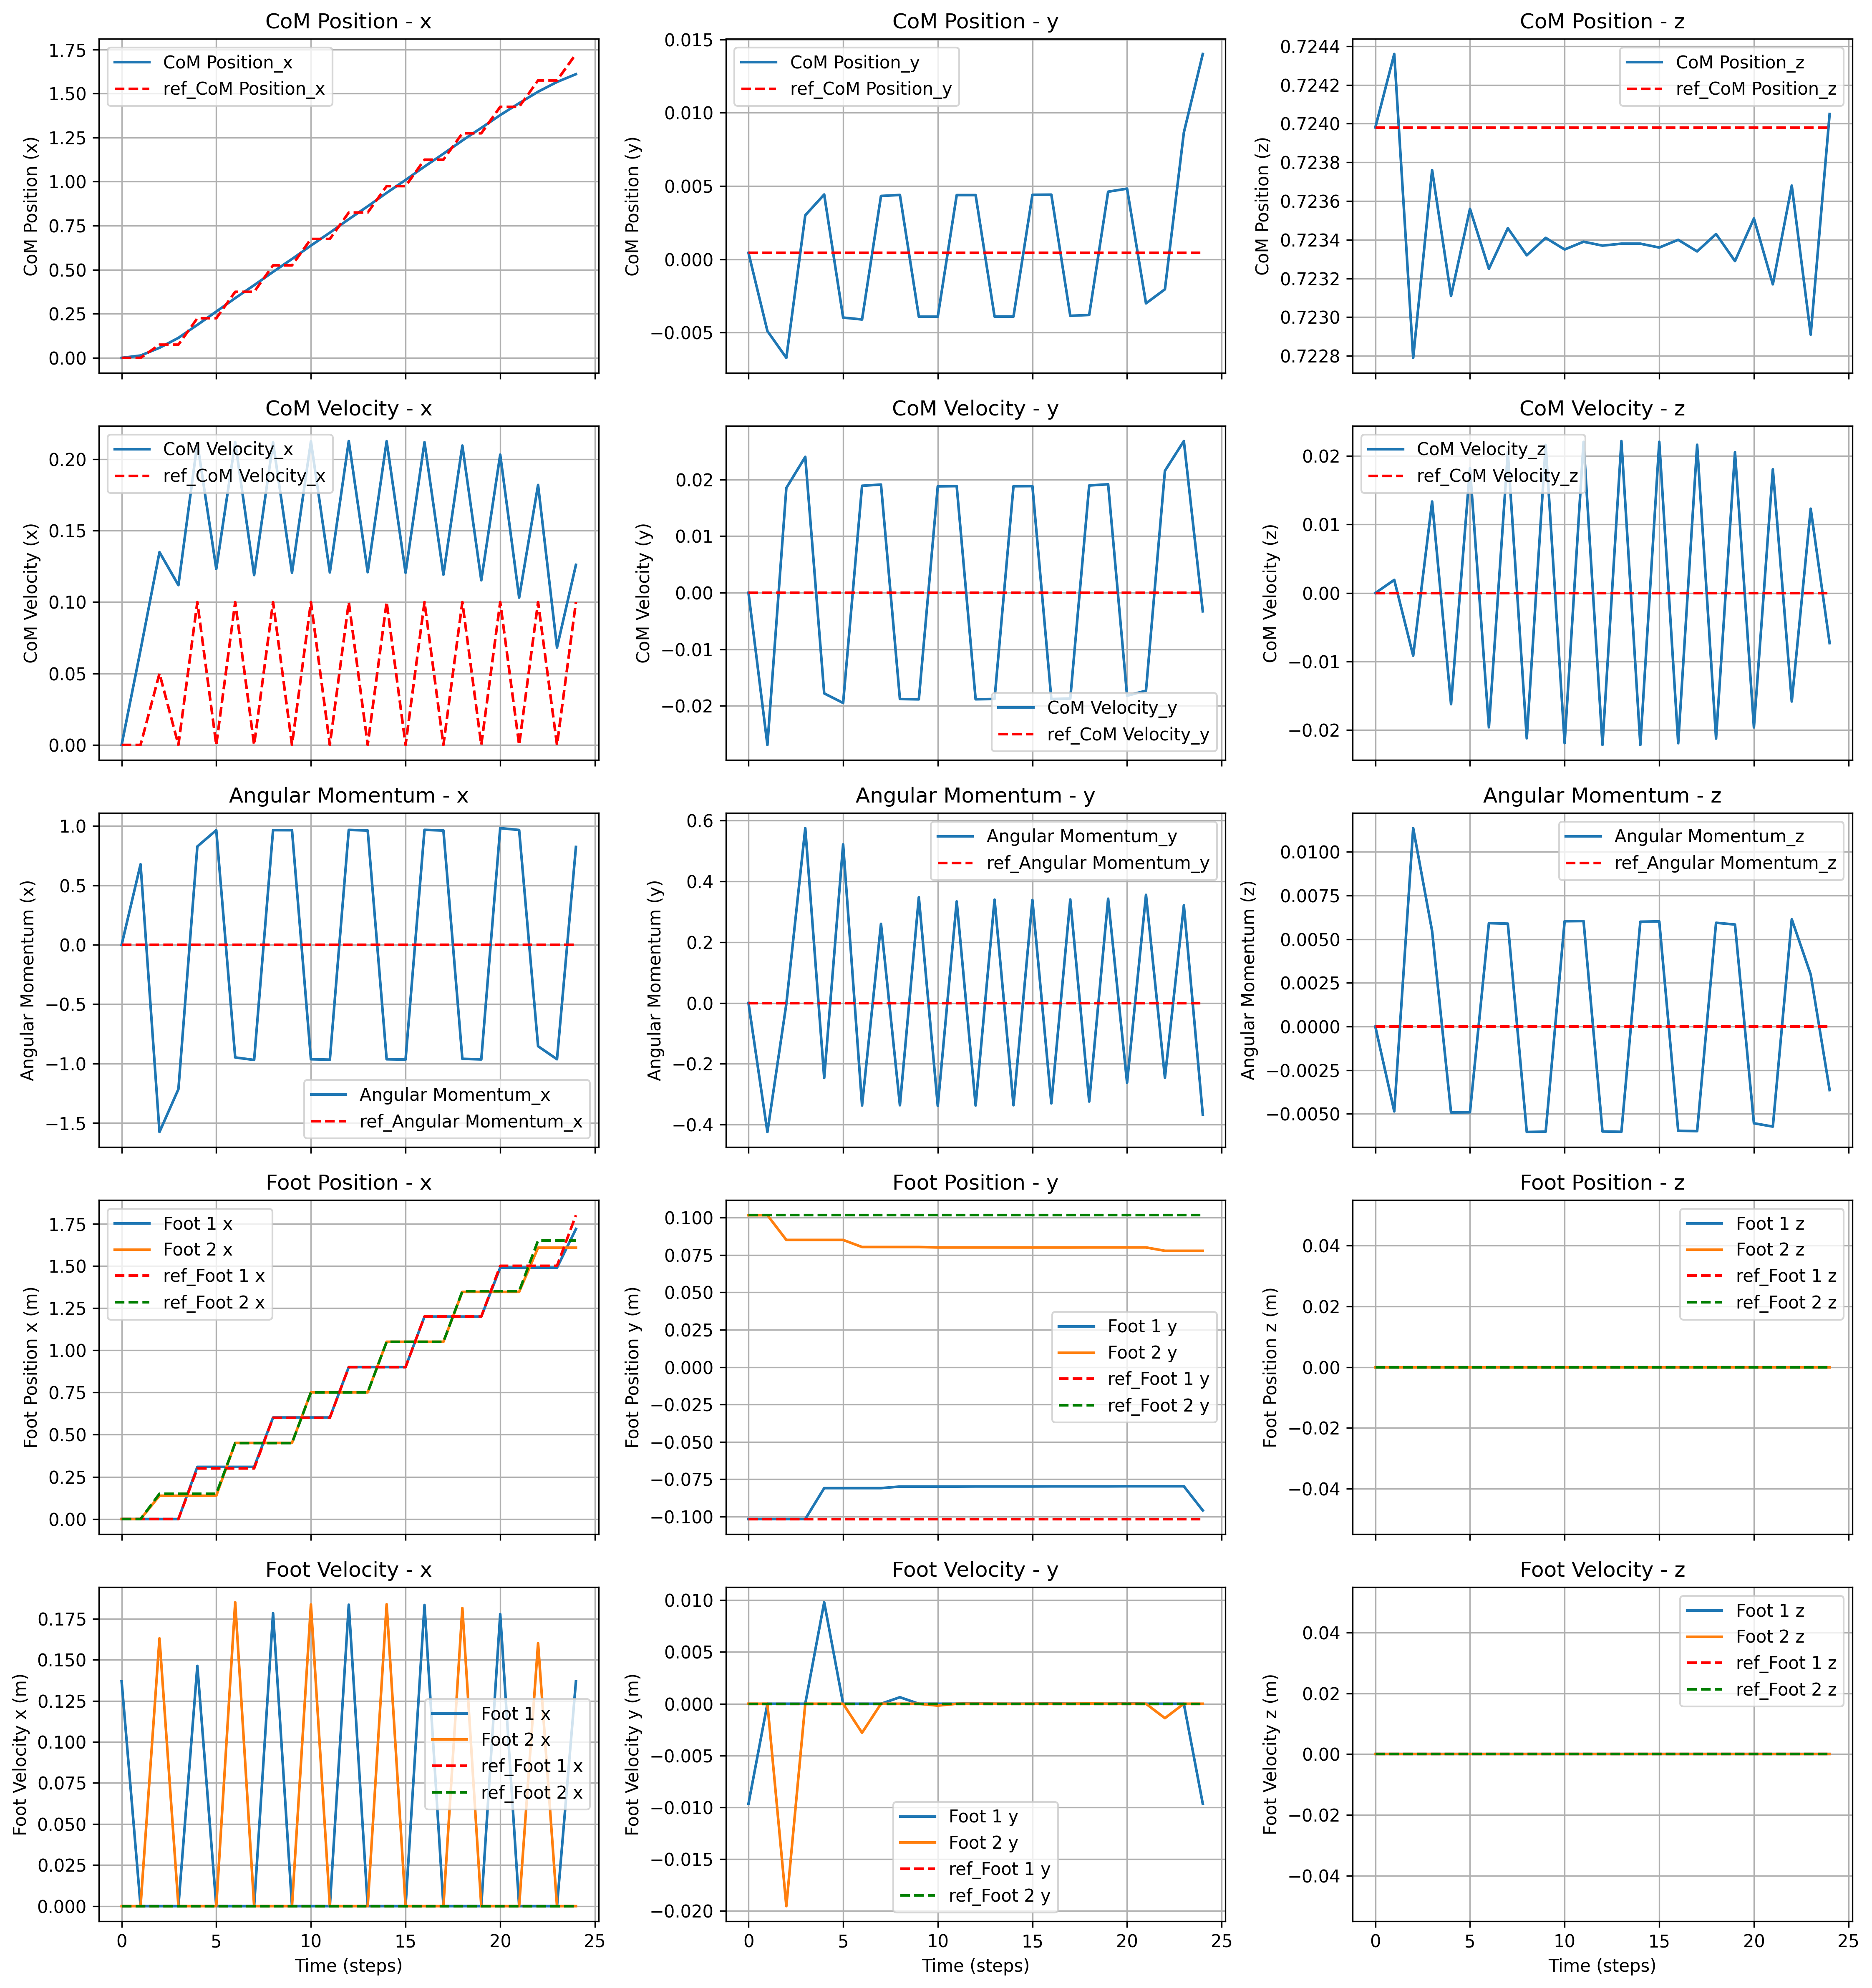 CoM Position - x
CoM Position (x)
1.75
1.50
1.25
1.00
0.75
0.50
0.25
0.00
CoM Position_x
ref_CoM Position_x
CoM Position - y
CoM Position (y)
0.015
0.010
0.005
0.000
−0.005
CoM Position_y
ref_CoM Position_y
CoM Position - z
CoM Position (z)
0.7244
0.7242
0.7240
0.7238
0.7236
0.7234
0.7232
0.7230
0.7228
CoM Position_z
ref_CoM Position_z
CoM Velocity - x
CoM Velocity (x)
0.20
0.15
0.10
0.05
0.00
CoM Velocity_x
ref_CoM Velocity_x
CoM Velocity - y
CoM Velocity (y)
0.02
0.01
0.00
−0.01
−0.02
CoM Velocity_y
ref_CoM Velocity_y
CoM Velocity - z
CoM Velocity (z)
0.02
0.01
0.00
−0.01
−0.02
CoM Velocity_z
ref_CoM Velocity_z
Angular Momentum - x
Angular Momentum (x)
1.0
0.5
0.0
−0.5
−1.0
−1.5
Angular Momentum_x
ref_Angular Momentum_x
Angular Momentum - y
Angular Momentum (y)
0.6
0.4
0.2
0.0
−0.2
−0.4
Angular Momentum_y
ref_Angular Momentum_y
Angular Momentum - z
Angular Momentum (z)
0.0100
0.0075
0.0050
0.0025
0.0000
−0.0025
−0.0050
Angular Momentum_z
ref_Angular Momentum_z
Foot Position - x
Foot Position x (m)
1.75
1.50
1.25
1.00
0.75
0.50
0.25
0.00
Foot 1 x
Foot 2 x
ref_Foot 1 x
ref_Foot 2 x
Foot Position - y
Foot Position y (m)
0.100
0.075
0.050
0.025
0.000
−0.025
−0.050
−0.075
−0.100
Foot 1 y
Foot 2 y
ref_Foot 1 y
ref_Foot 2 y
Foot Position - z
Foot Position z (m)
0.04
0.02
0.00
−0.02
−0.04
Foot 1 z
Foot 2 z
ref_Foot 1 z
ref_Foot 2 z
Foot Velocity - x
Foot Velocity x (m)
0.175
0.150
0.125
0.100
0.075
0.050
0.025
0.000
Foot 1 x
Foot 2 x
ref_Foot 1 x
ref_Foot 2 x
0 5 10 15 20 25
Time (steps)
Foot Velocity - y
Foot Velocity y (m)
0.010
0.005
0.000
−0.005
−0.010
−0.015
−0.020
Foot 1 y
Foot 2 y
ref_Foot 1 y
ref_Foot 2 y
0 5 10 15 20 25
Time (steps)
Foot Velocity - z
Foot Velocity z (m)
0.04
0.02
0.00
−0.02
−0.04
Foot 1 z
Foot 2 z
ref_Foot 1 z
ref_Foot 2 z
0 5 10 15 20 25
Time (steps)